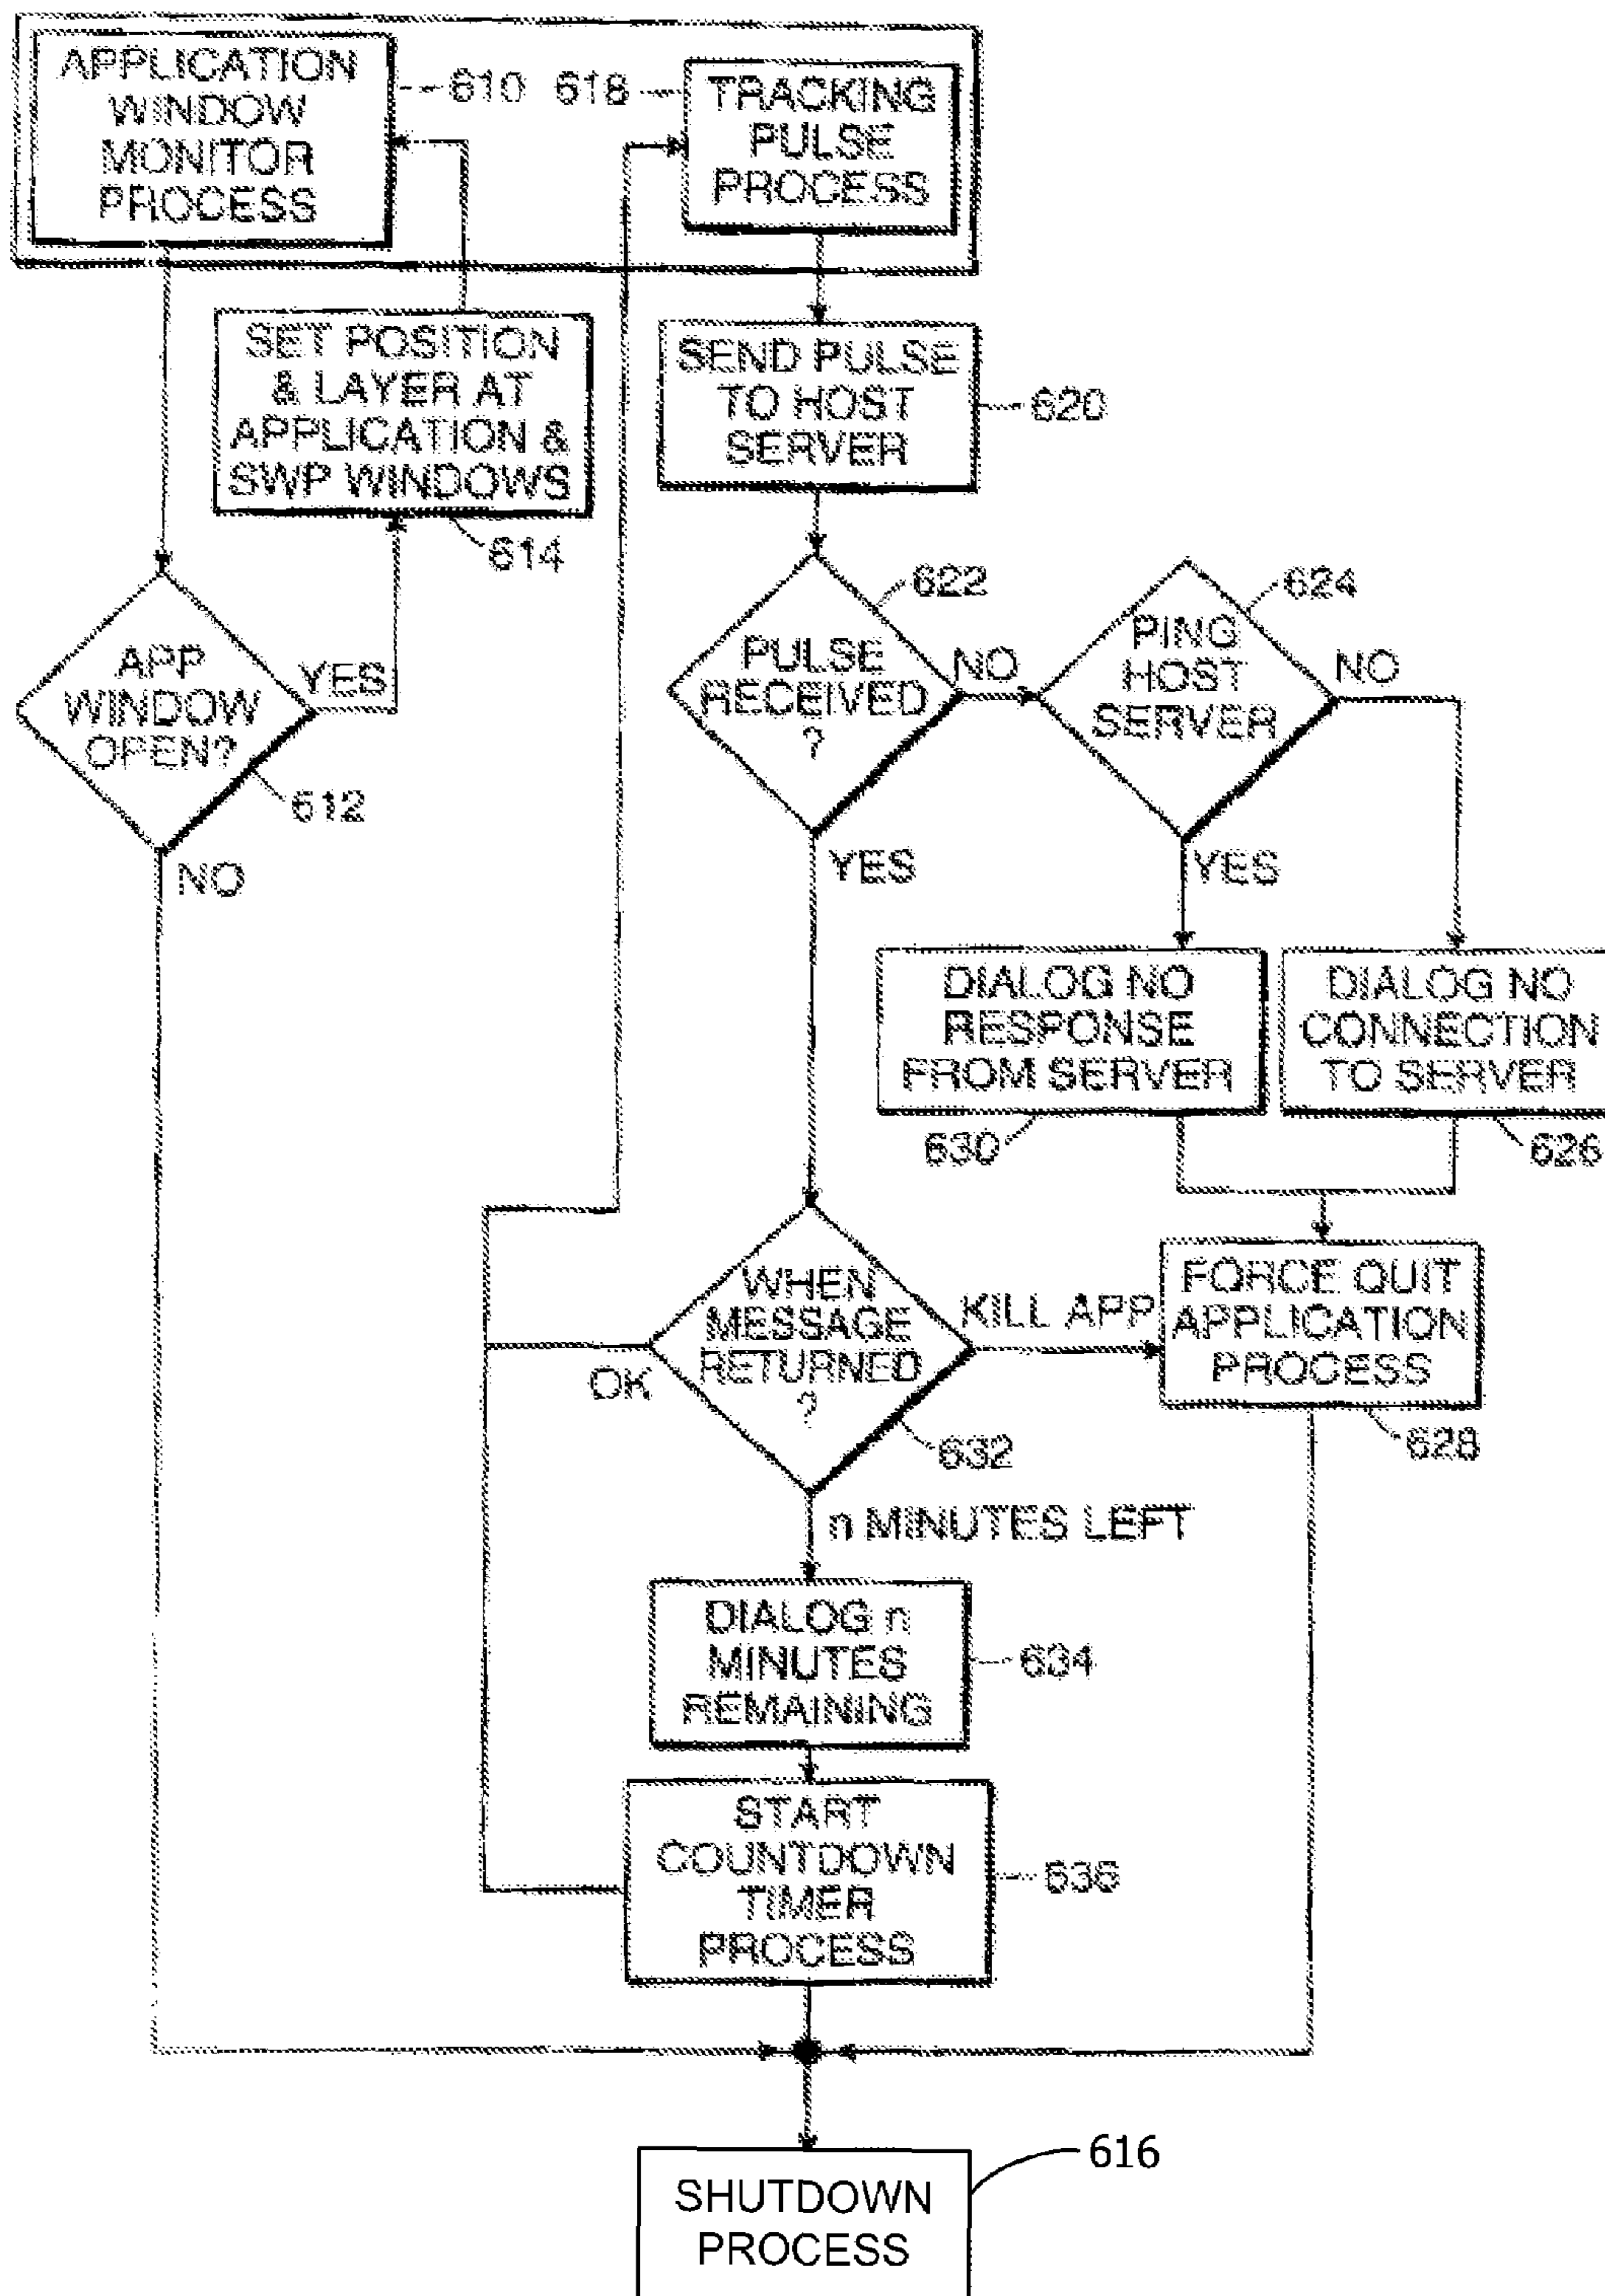 APPLICATION
WINDOW
MONITOR
PROCESS
610
618
TRACKING
PULSE
PROCESS
SET POSITION
& LAYER AT
APPLICATION &
SWP WINDOWS
614
SEND PULSE
TO HOST
SERVER
620
APP
WINDOW
OPEN?
YES
612
NO
PULSE
RECEIVED
?
622
NO
YES
PING
HOST
SERVER
624
NO
YES
DIALOG NO
RESPONSE
FROM SERVER
630
DIALOG NO
CONNECTION
TO SERVER
626
WHEN
MESSAGE
RETURNED
?
OK
KILL APP
632
n MINUTES LEFT
FORCE QUIT
APPLICATION
PROCESS
628
DIALOG n
MINUTES
REMAINING
634
START
COUNTDOWN
TIMER
PROCESS
636
SHUTDOWN
PROCESS
616